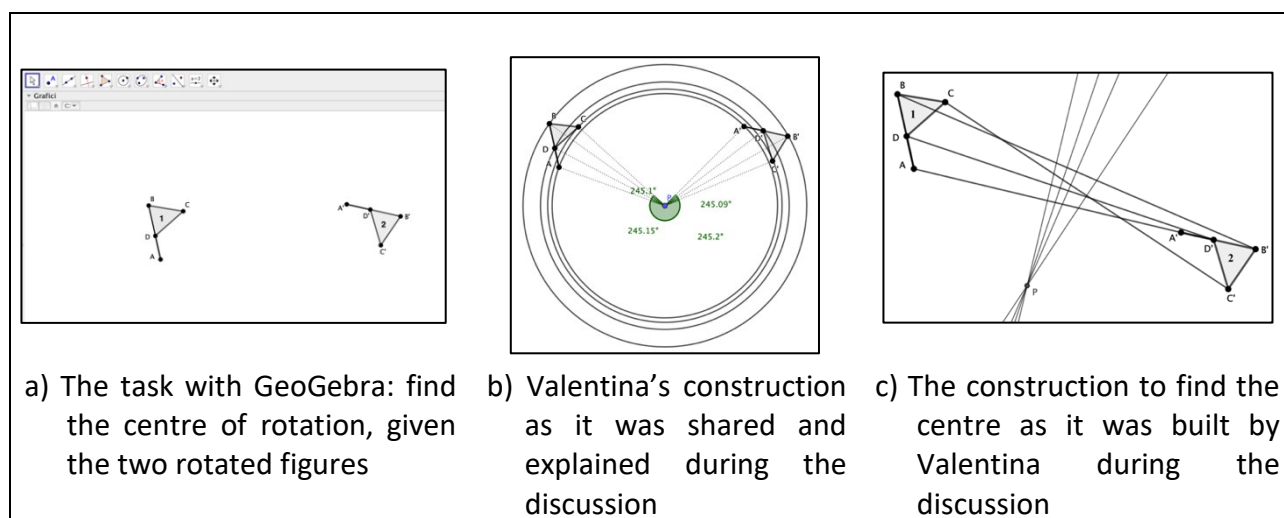 Grafici
B
C
1
D
A
A'
D'
B'
2
C'
B
C
D
A
A'
D'
B'
C'
245.1°
245.09°
245.15°
245.2°
B
C
1
D
A
A'
D'
B'
2
C'
P
a) The task with GeoGebra: find
the centre of rotation, given
the two rotated figures
b) Valentina’s construction
as it was shared and
explained during the
discussion
c) The construction to find the
centre as it was built by
Valentina during the
discussion